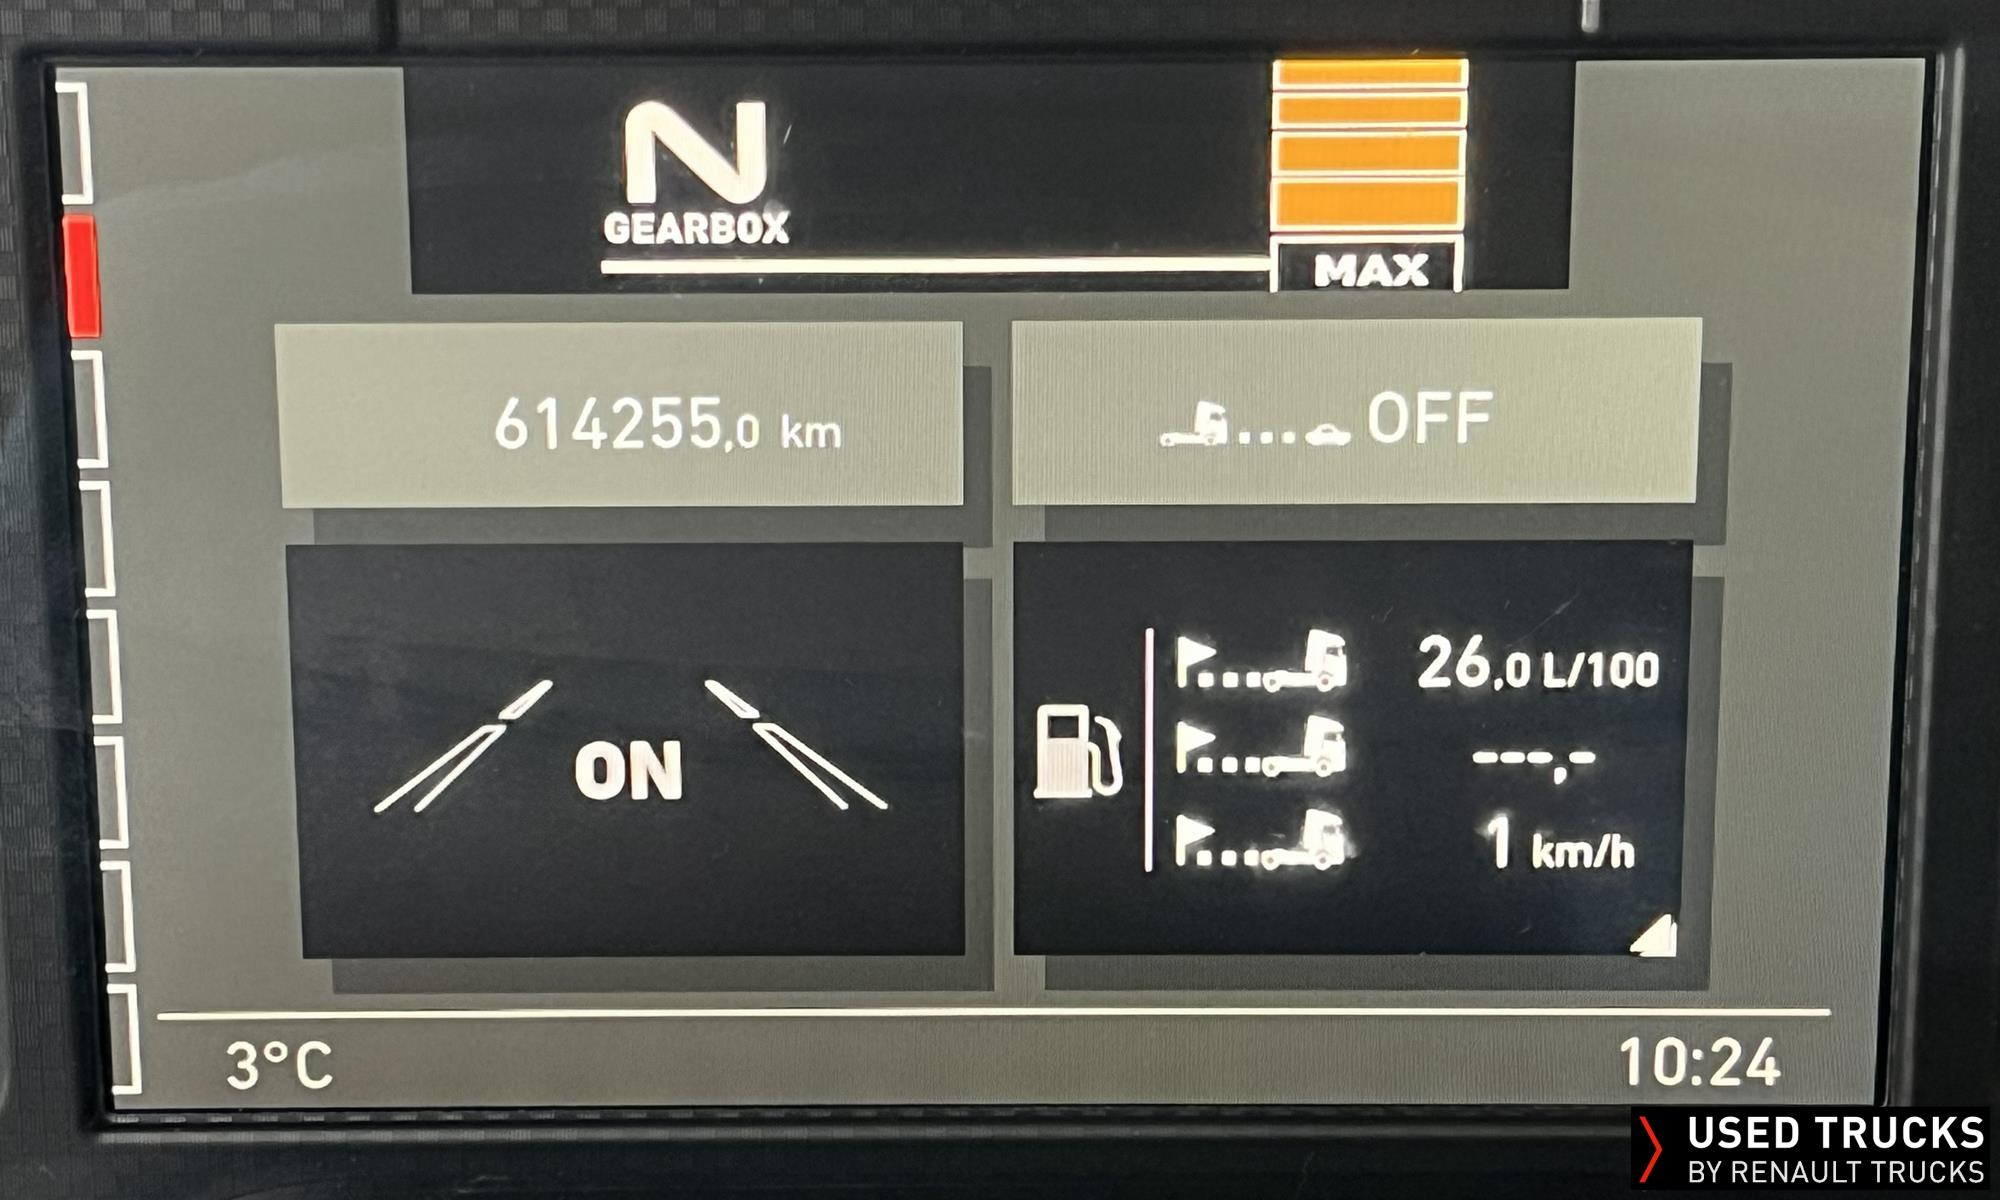 N
GEARBOX
MAX
614255,0 km
OFF
ON
26,0 L/100
---,-
1 km/h
3°C
10:24
USED TRUCKS
BY RENAULT TRUCKS